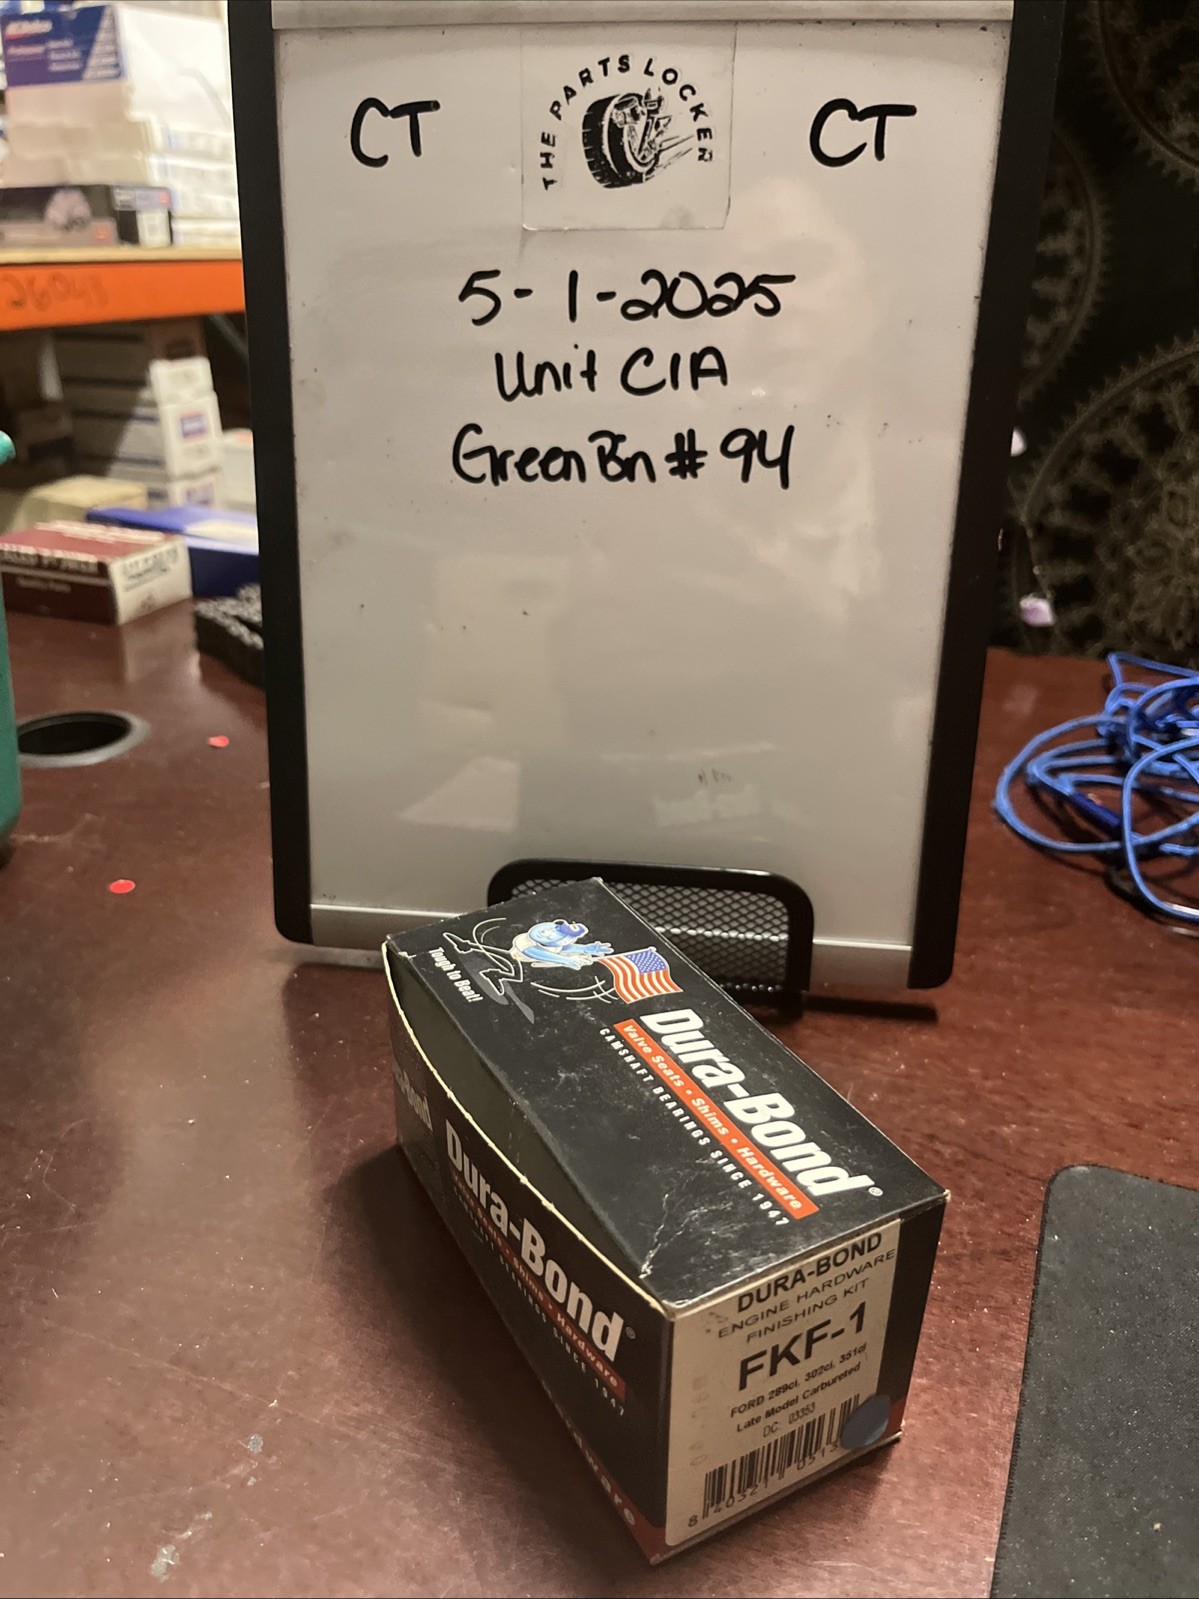 CT
THE PARTS LOCKER
CT
5-1-2025
Unit C1A
Green Bin # 94
Tough to Beat!
Dura-Bond®
Valve Seats • Shims • Hardware
CAMSHAFT BEARINGS SINCE 1947
Dura-Bond®
DURA-BOND
ENGINE HARDWARE
FINISHING KIT
FKF-1
FORD 289ci, 302ci, 351ci
Late Model Carbureted
DC: 03353